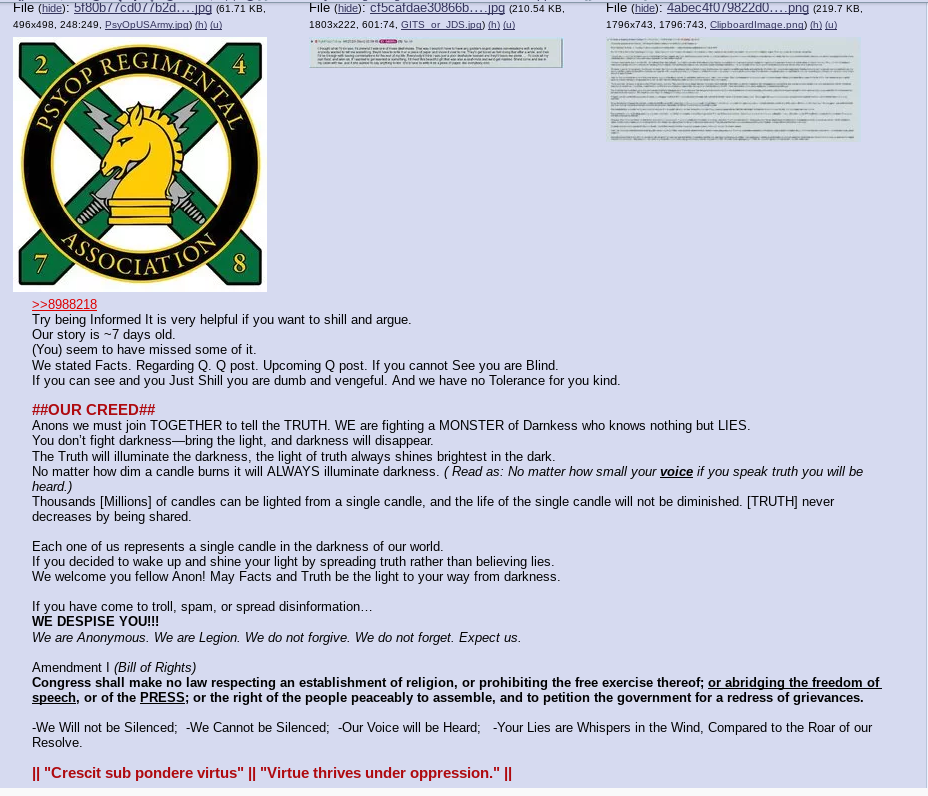 File (hide): 5f80b77cd077b2d….jpg (61.71 KB,
496x498, 248:249, PsyOpUSArmy.jpg) (h) (u)
File (hide): cf5cafdae30866b….jpg (210.54 KB,
1803x222, 601:74, GITS_or_JDS.jpg) (h) (u)
File (hide): 4abec4f079822d0….png (219.7 KB,
1796x743, 1796:743, ClipboardImage.png) (h) (u)
PSYOP REGIMENTAL
ASSOCIATION
2
4
7
8
>>8988218
Try being Informed It is very helpful if you want to shill and argue.
Our story is ~7 days old.
(You) seem to have missed some of it.
We stated Facts. Regarding Q. Q post. Upcoming Q post. If you cannot See you are Blind.
If you can see and you Just Shill you are dumb and vengeful. And we have no Tolerance for you kind.
##OUR CREED##
Anons we must join TOGETHER to tell the TRUTH. WE are fighting a MONSTER of Darnkess who knows nothing but LIES.
You don't fight darkness—bring the light, and darkness will disappear.
The Truth will illuminate the darkness, the light of truth always shines brightest in the dark.
No matter how dim a candle burns it will ALWAYS illuminate darkness. ( Read as: No matter how small your voice if you speak truth you will be
heard.)
Thousands [Millions] of candles can be lighted from a single candle, and the life of the single candle will not be diminished. [TRUTH] never
decreases by being shared.
Each one of us represents a single candle in the darkness of our world.
If you decided to wake up and shine your light by spreading truth rather than believing lies.
We welcome you fellow Anon! May Facts and Truth be the light to your way from darkness.
If you have come to troll, spam, or spread disinformation…
WE DESPISE YOU!!!
We are Anonymous. We are Legion. We do not forgive. We do not forget. Expect us.
Amendment I (Bill of Rights)
Congress shall make no law respecting an establishment of religion, or prohibiting the free exercise thereof; or abridging the freedom of
speech, or of the PRESS; or the right of the people peaceably to assemble, and to petition the government for a redress of grievances.
-We Will not be Silenced; -We Cannot be Silenced; -Our Voice will be Heard; -Your Lies are Whispers in the Wind, Compared to the Roar of our
Resolve.
|| "Crescit sub pondere virtus" || "Virtue thrives under oppression." ||